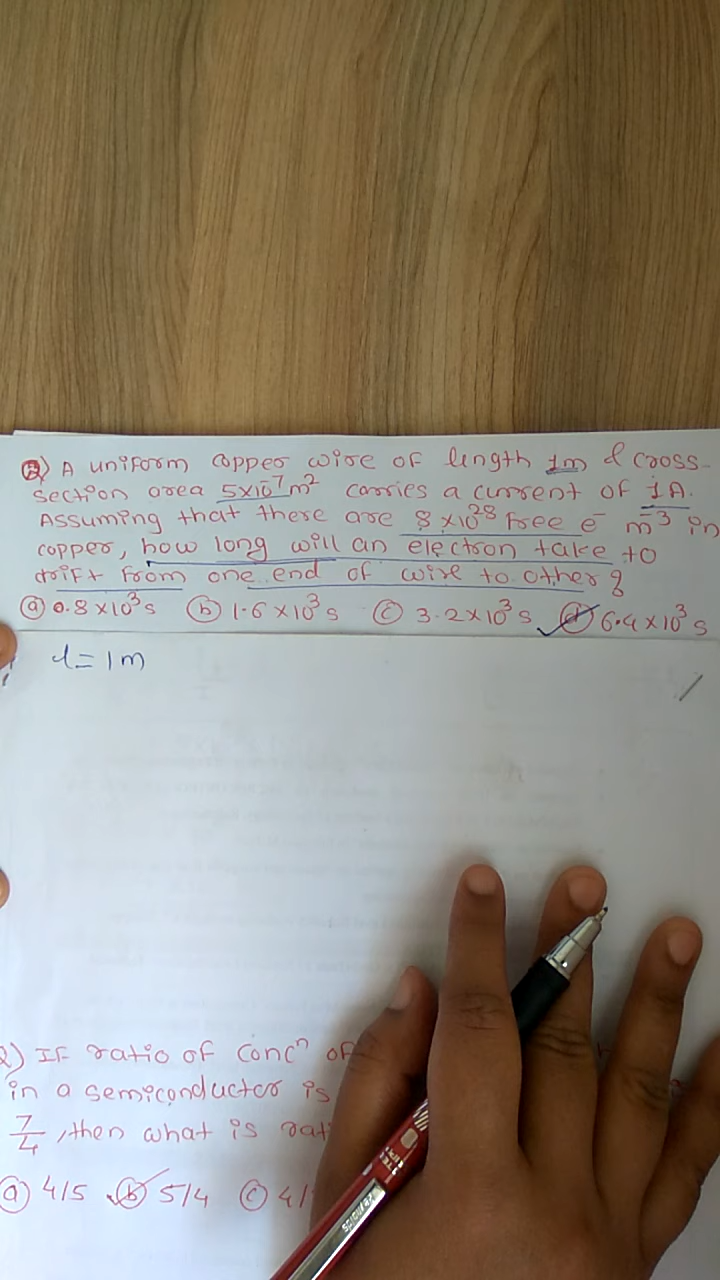 Q) A uniform copper wire of length 1m & cross-
section area 5×10⁻⁷m² carries a current of 1A.
Assuming that there are 8×10²⁸ free e⁻ m⁻³ in
copper, how long will an electron take to
drift from one end of wire to other?
ⓐ 0.8×10³s ⓑ 1.6×10³s ⓒ 3.2×10³s ⓓ 6.4×10³s
l = 1m
Q) If ratio of concⁿ of
in a semiconductor is
7/4, then what is
ⓐ 4/5 ⓑ 5/4 ⓒ 4/